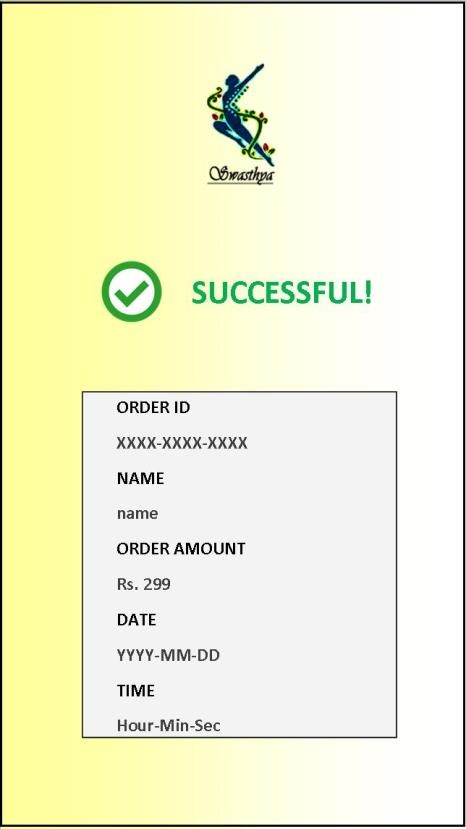 Swasthya
SUCCESSFUL!
ORDER ID
XXXX-XXXX-XXXX
NAME
name
ORDER AMOUNT
Rs. 299
DATE
YYYY-MM-DD
TIME
Hour-Min-Sec